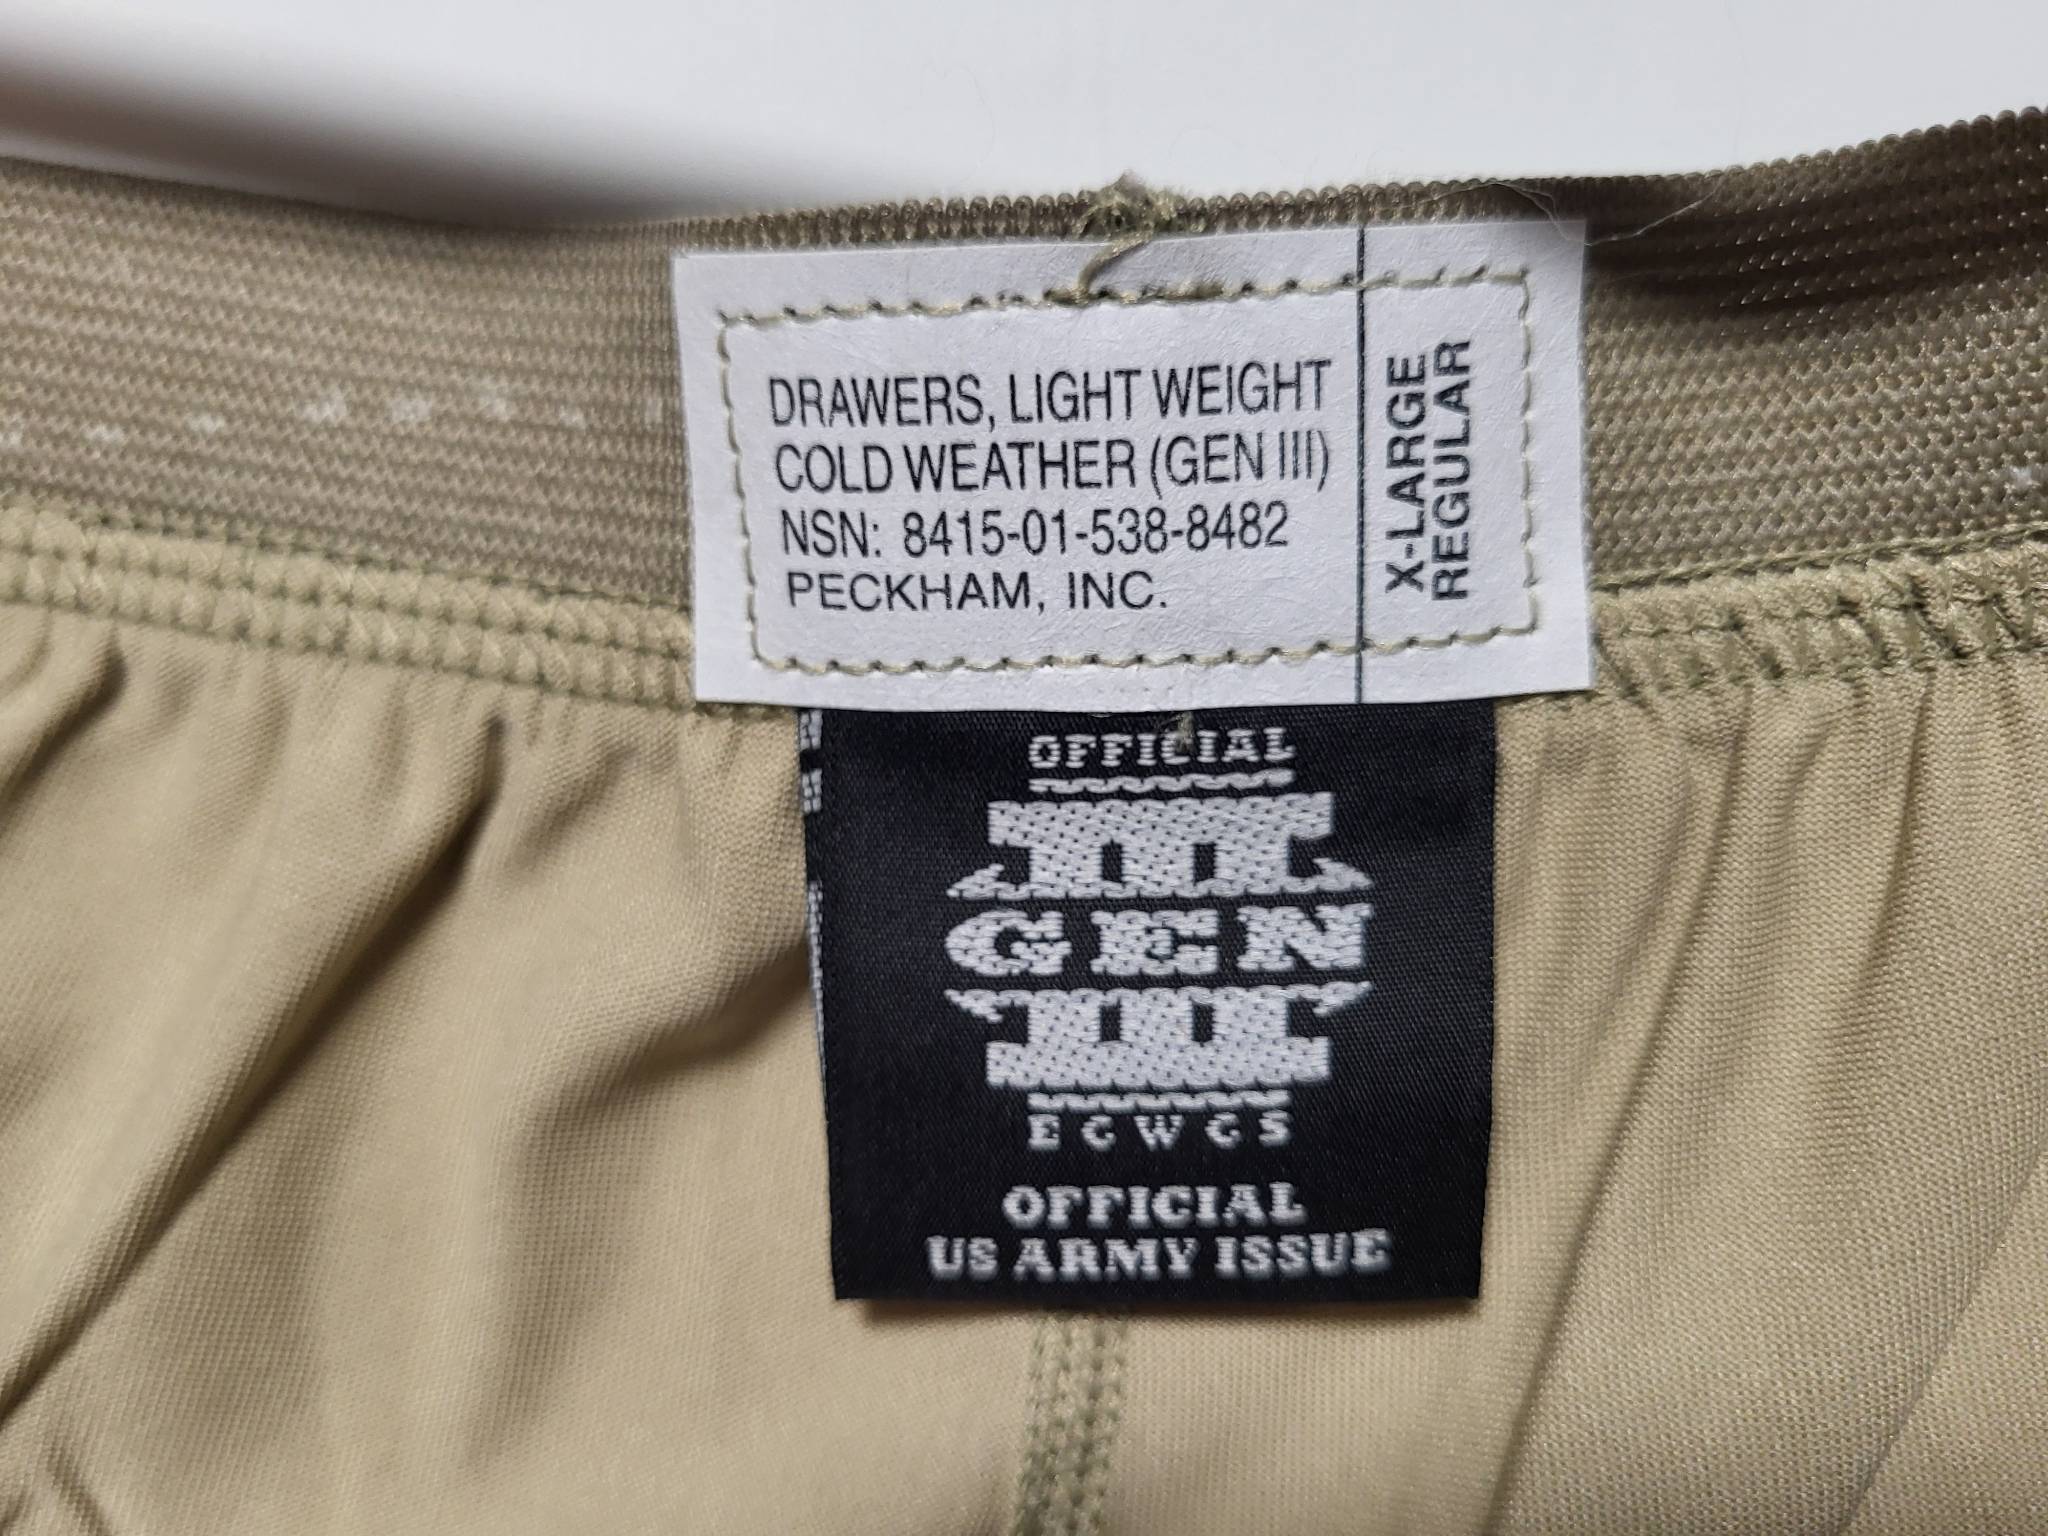 DRAWERS, LIGHT WEIGHT
COLD WEATHER (GEN III)
NSN: 8415-01-538-8482
PECKHAM, INC.
X-LARGE
REGULAR
OFFICIAL
III
GEN
III
ECWCS
OFFICIAL
US ARMY ISSUE